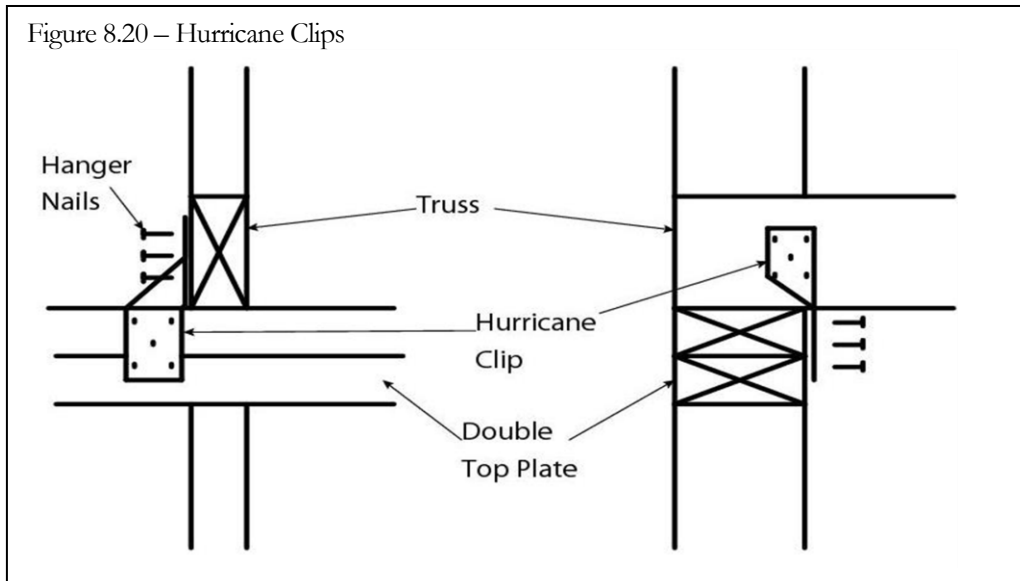 Figure 8.20 – Hurricane Clips
Hanger
Nails
Truss
Hurricane
Clip
Double
Top Plate